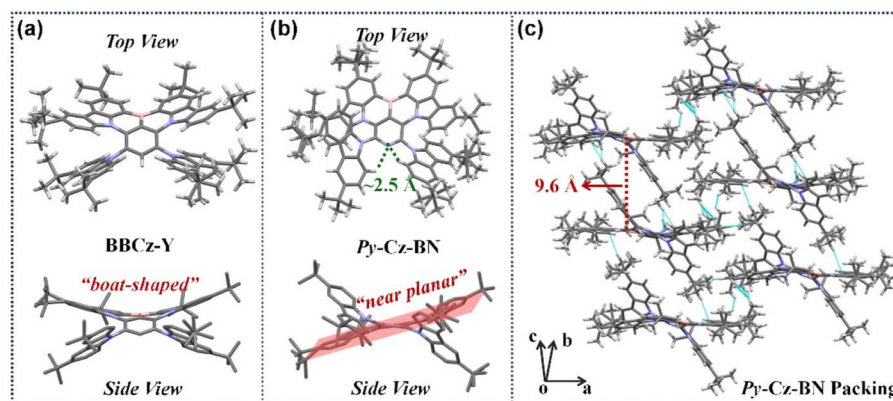 (a)
Top View
BBCz-Y
"boat-shaped"
Side View
(b)
Top View
~2.5 Å
Py-Cz-BN
"near planar"
Side View
(c)
9.6 Å
c
b
o
a
Py-Cz-BN Packing